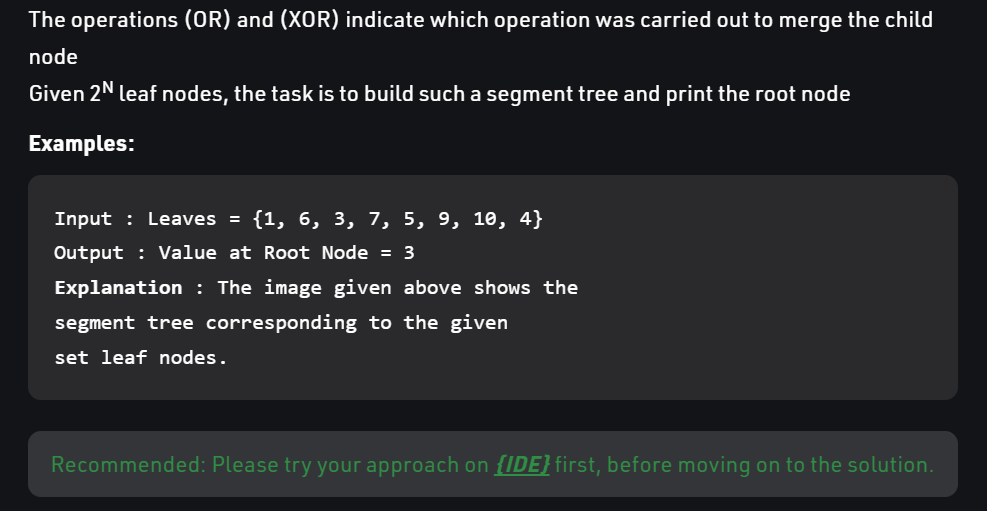 The operations (OR) and (XOR) indicate which operation was carried out to merge the child
node
Given 2ᴺ leaf nodes, the task is to build such a segment tree and print the root node
Examples:
Input : Leaves = {1, 6, 3, 7, 5, 9, 10, 4}
Output : Value at Root Node = 3
Explanation : The image given above shows the
segment tree corresponding to the given
set leaf nodes.
Recommended: Please try your approach on {IDE} first, before moving on to the solution.